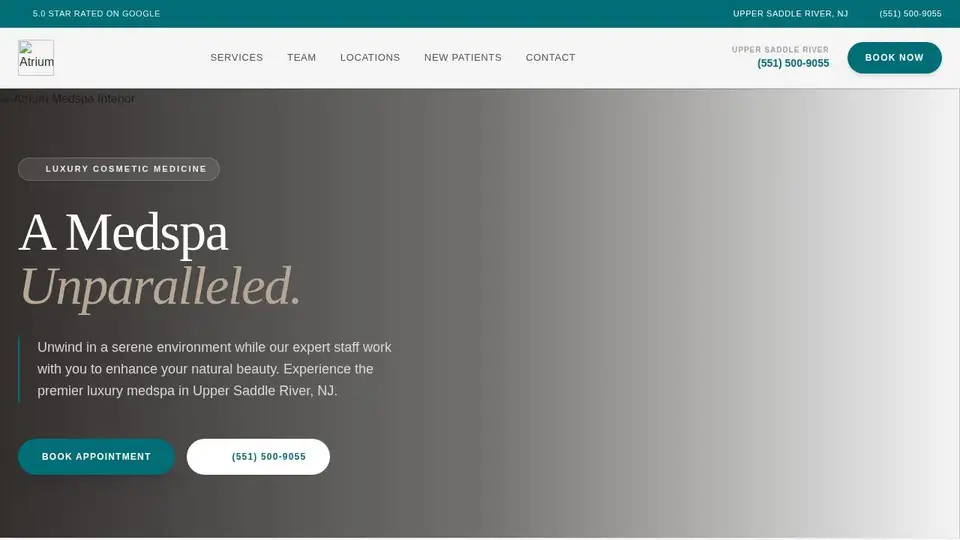 5.0 STAR RATED ON GOOGLE
UPPER SADDLE RIVER, NJ
(551) 500-9055
Atrium
SERVICES
TEAM
LOCATIONS
NEW PATIENTS
CONTACT
UPPER SADDLE RIVER
(551) 500-9055
BOOK NOW
Atrium Medspa Interior
LUXURY COSMETIC MEDICINE
A Medspa
Unparalleled.
Unwind in a serene environment while our expert staff work
with you to enhance your natural beauty. Experience the
premier luxury medspa in Upper Saddle River, NJ.
BOOK APPOINTMENT
(551) 500-9055